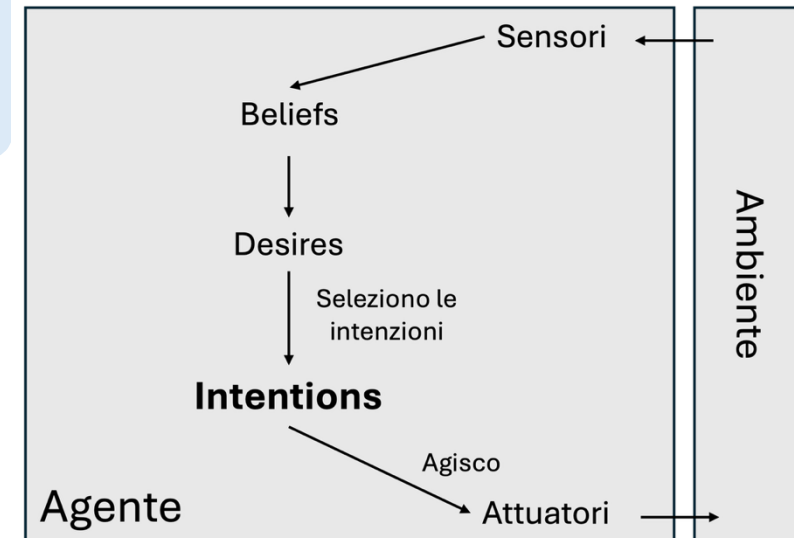 Sensori
Beliefs
Desires
Seleziono le
intenzioni
Intentions
Agisco
Attuatori
Agente
Ambiente